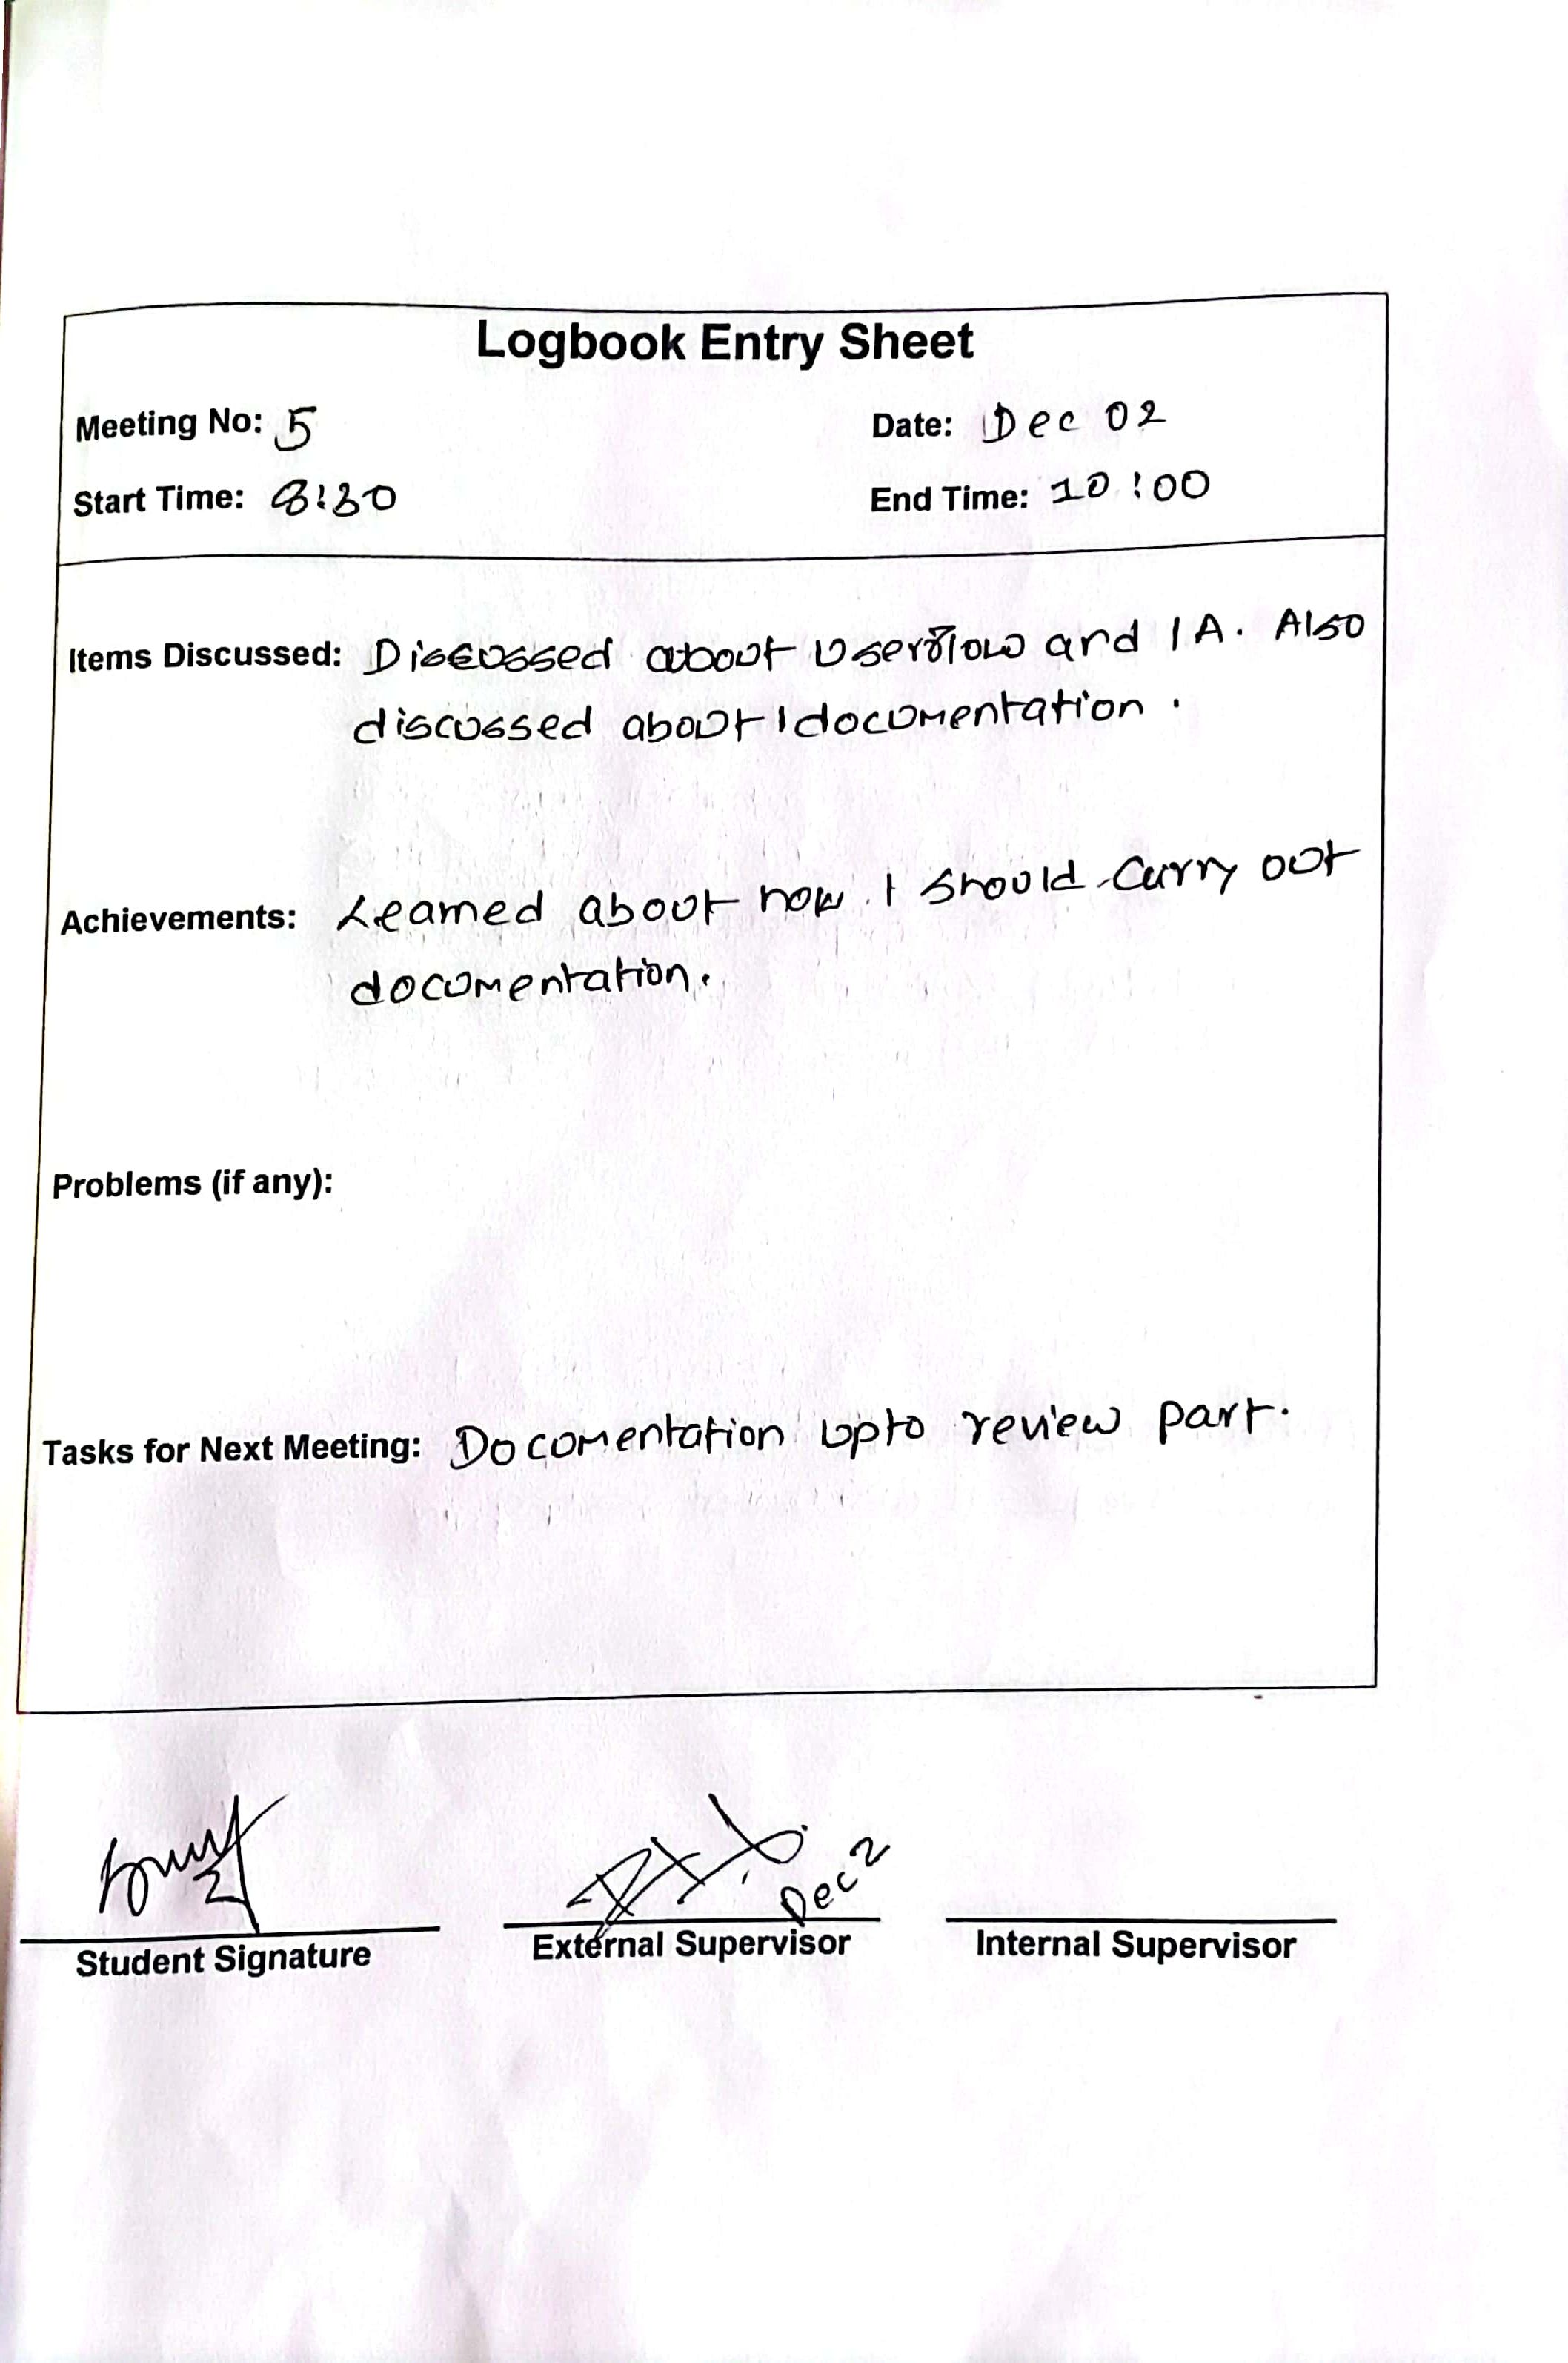 Logbook Entry Sheet
Meeting No: 5 Date: Dec 02
Start Time: 8:30 End Time: 10:00
Items Discussed: Discussed about Userflow and IA. Also
discussed about documentation.
Achievements: Learned about how I should carry out
documentation.
Problems (if any):
Tasks for Next Meeting: Documentation upto review part.
Dec 2
Student Signature External Supervisor Internal Supervisor